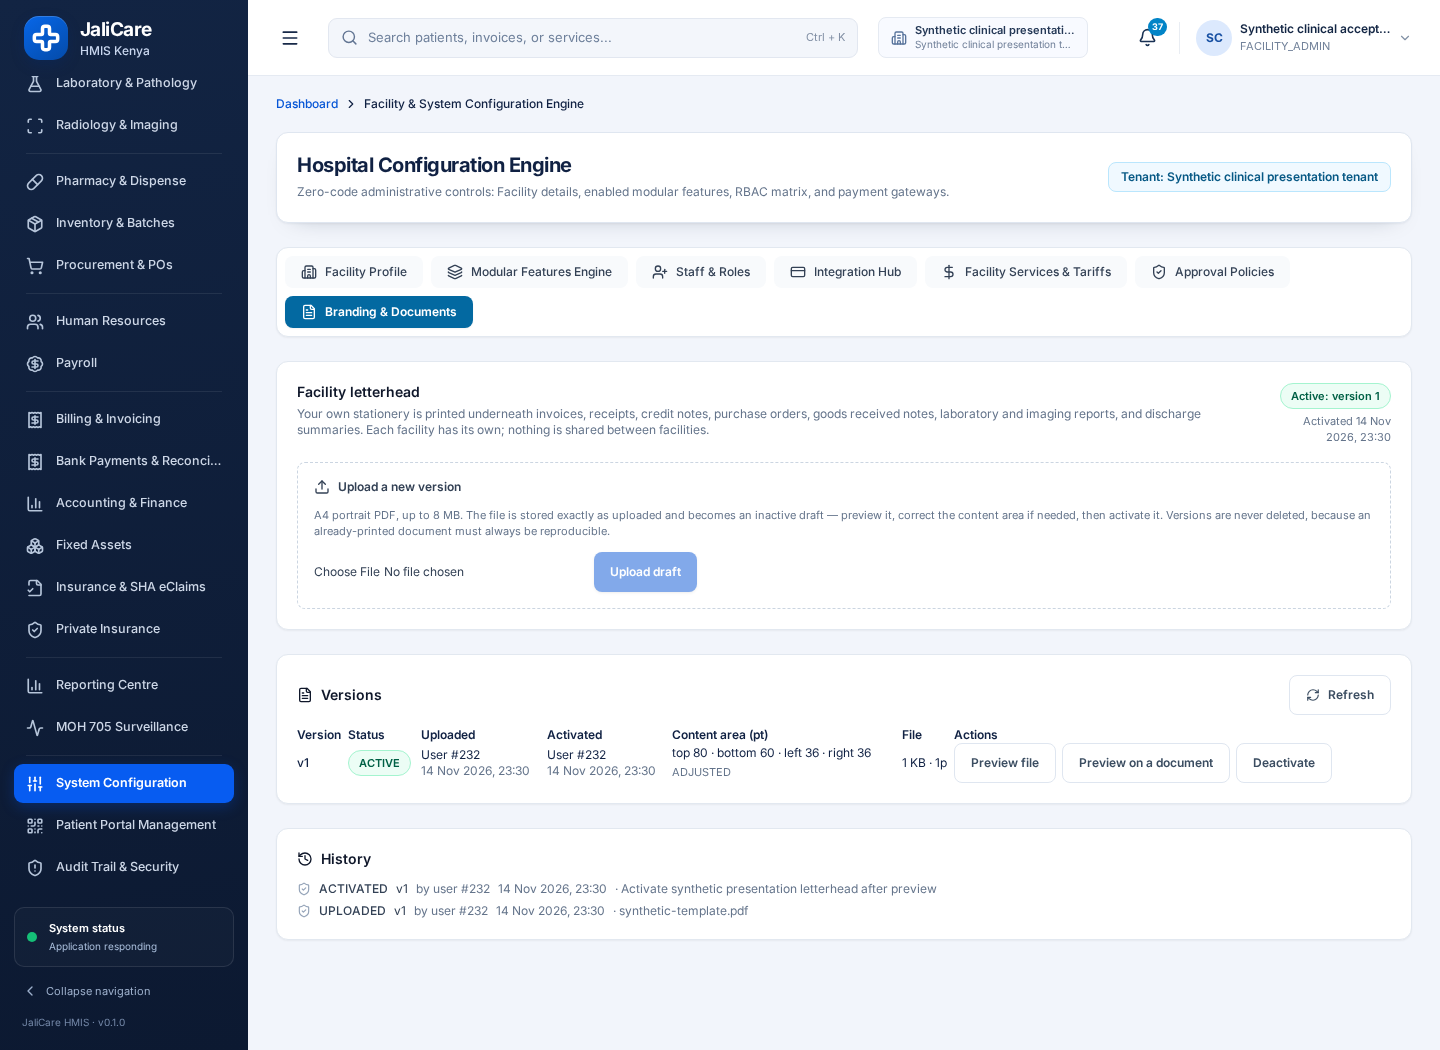 JaliCare
HMIS Kenya
Laboratory & Pathology
Radiology & Imaging
Pharmacy & Dispense
Inventory & Batches
Procurement & POs
Human Resources
Payroll
Billing & Invoicing
Bank Payments & Reconci...
Accounting & Finance
Fixed Assets
Insurance & SHA eClaims
Private Insurance
Reporting Centre
MOH 705 Surveillance
System Configuration
Patient Portal Management
Audit Trail & Security
System status
Application responding
Collapse navigation
JaliCare HMIS · v0.1.0
Search patients, invoices, or services...
Ctrl + K
Synthetic clinical presentati...
Synthetic clinical presentation t...
37
SC
Synthetic clinical accept...
FACILITY_ADMIN
Dashboard
Facility & System Configuration Engine
Hospital Configuration Engine
Zero-code administrative controls: Facility details, enabled modular features, RBAC matrix, and payment gateways.
Tenant: Synthetic clinical presentation tenant
Facility Profile
Modular Features Engine
Staff & Roles
Integration Hub
Facility Services & Tariffs
Approval Policies
Branding & Documents
Facility letterhead
Your own stationery is printed underneath invoices, receipts, credit notes, purchase orders, goods received notes, laboratory and imaging reports, and discharge
summaries. Each facility has its own; nothing is shared between facilities.
Active: version 1
Activated 14 Nov
2026, 23:30
Upload a new version
A4 portrait PDF, up to 8 MB. The file is stored exactly as uploaded and becomes an inactive draft — preview it, correct the content area if needed, then activate it. Versions are never deleted, because an
already-printed document must always be reproducible.
Choose File No file chosen
Upload draft
Versions
Refresh
Version Status Uploaded Activated Content area (pt) File Actions
v1 ACTIVE User #232 User #232 top 80 · bottom 60 · left 36 · right 36 1 KB · 1p Preview file Preview on a document Deactivate
14 Nov 2026, 23:30 14 Nov 2026, 23:30 ADJUSTED
History
ACTIVATED v1 by user #232 14 Nov 2026, 23:30 · Activate synthetic presentation letterhead after preview
UPLOADED v1 by user #232 14 Nov 2026, 23:30 · synthetic-template.pdf